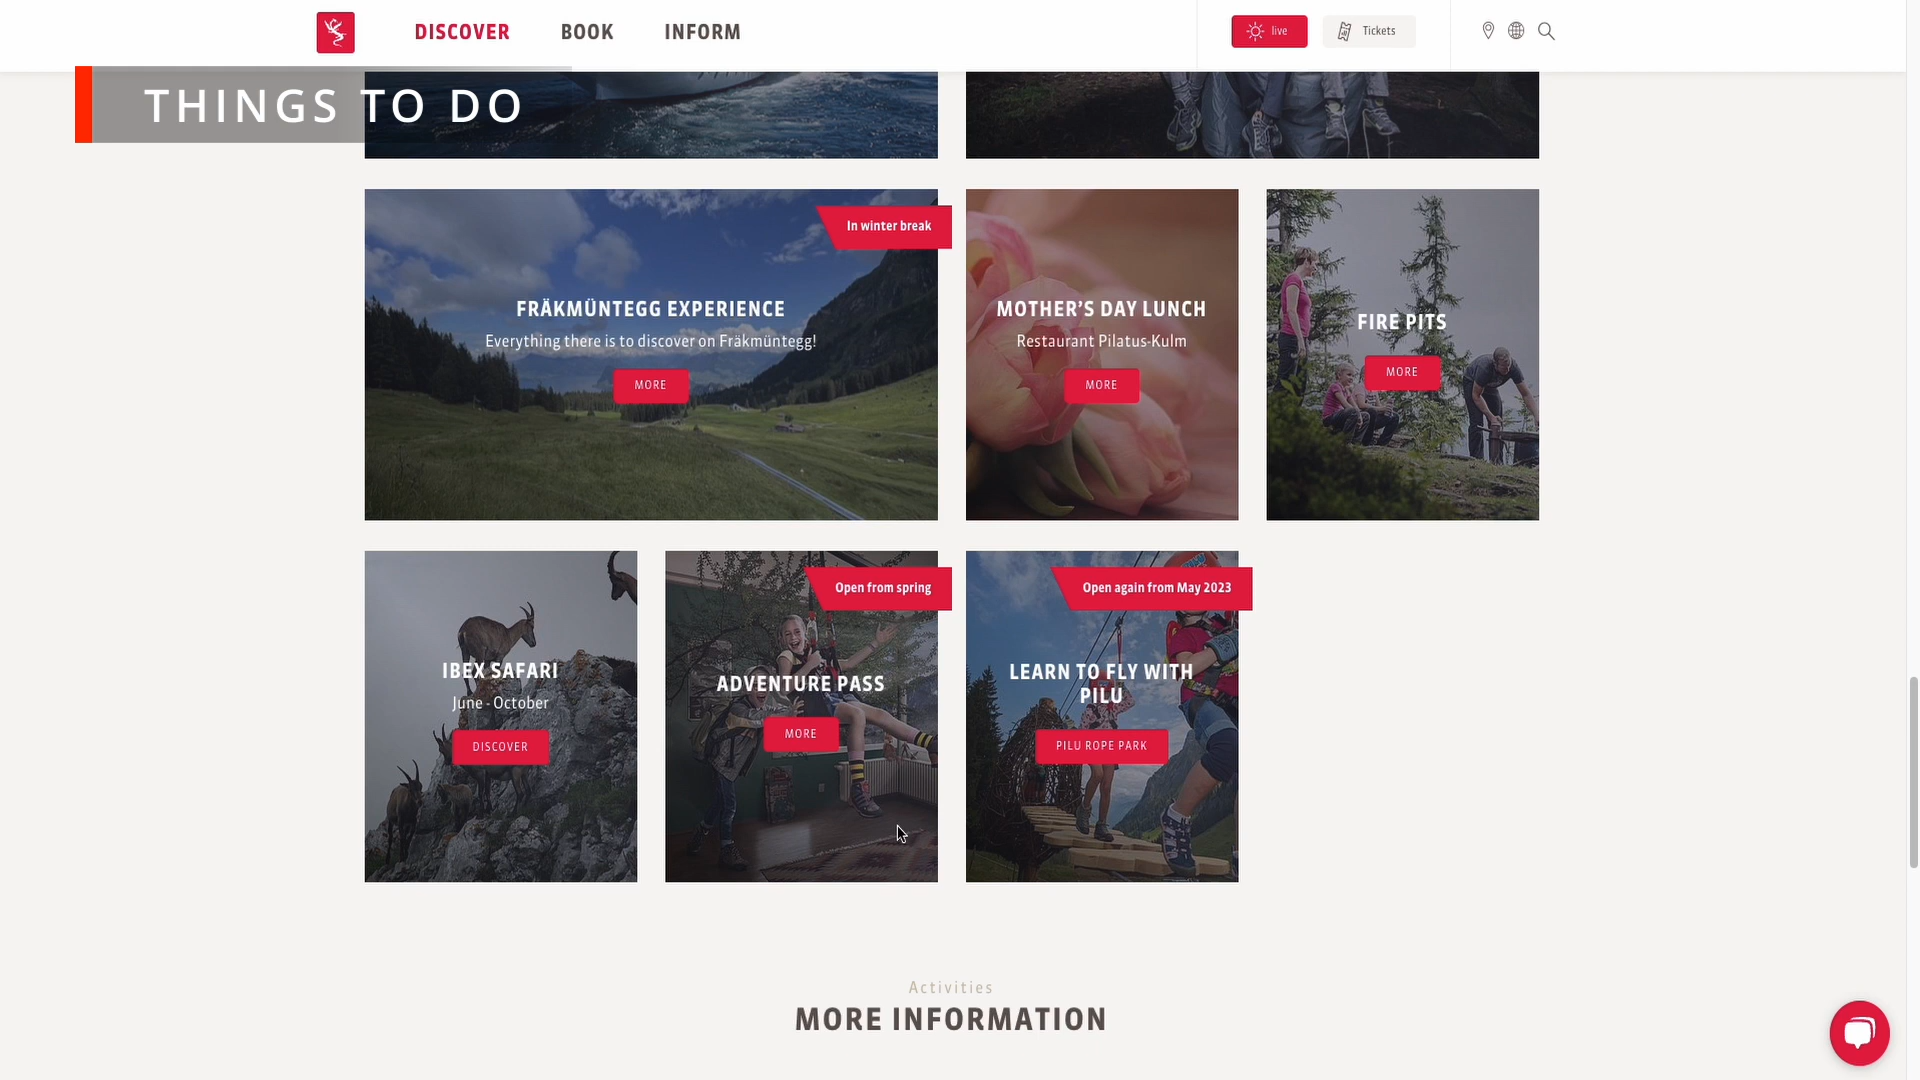 DISCOVER
BOOK
INFORM
live
Tickets
THINGS TO DO
In winter break
FRÄKMÜNTEGG EXPERIENCE
Everything there is to discover on Fräkmüntegg!
MORE
MOTHER'S DAY LUNCH
Restaurant Pilatus-Kulm
MORE
FIRE PITS
MORE
IBEX SAFARI
June - October
DISCOVER
Open from spring
ADVENTURE PASS
MORE
Open again from May 2023
LEARN TO FLY WITH
PILU
PILU ROPE PARK
Activities
MORE INFORMATION